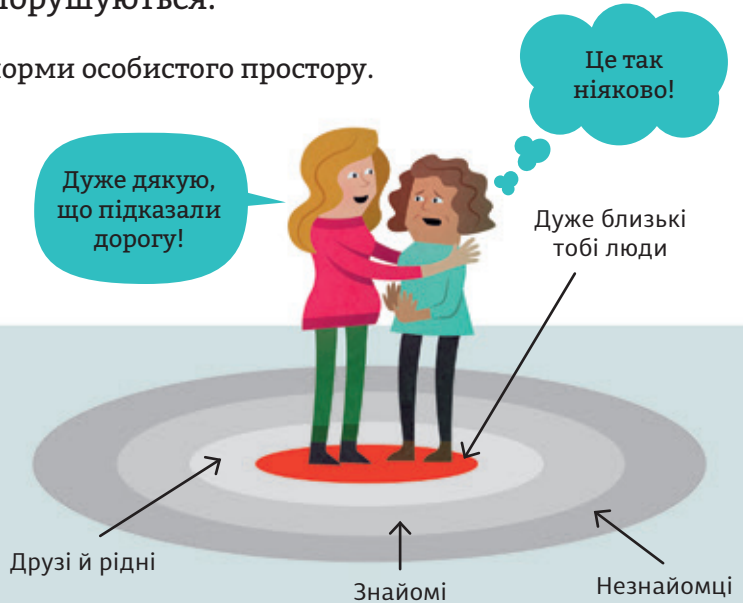 порушуються.
норми особистого простору.
Це так
ніяково!
Дуже дякую,
що підказали
дорогу!
Дуже близькі
тобі люди
Друзі й рідні
Знайомі
Незнайомці